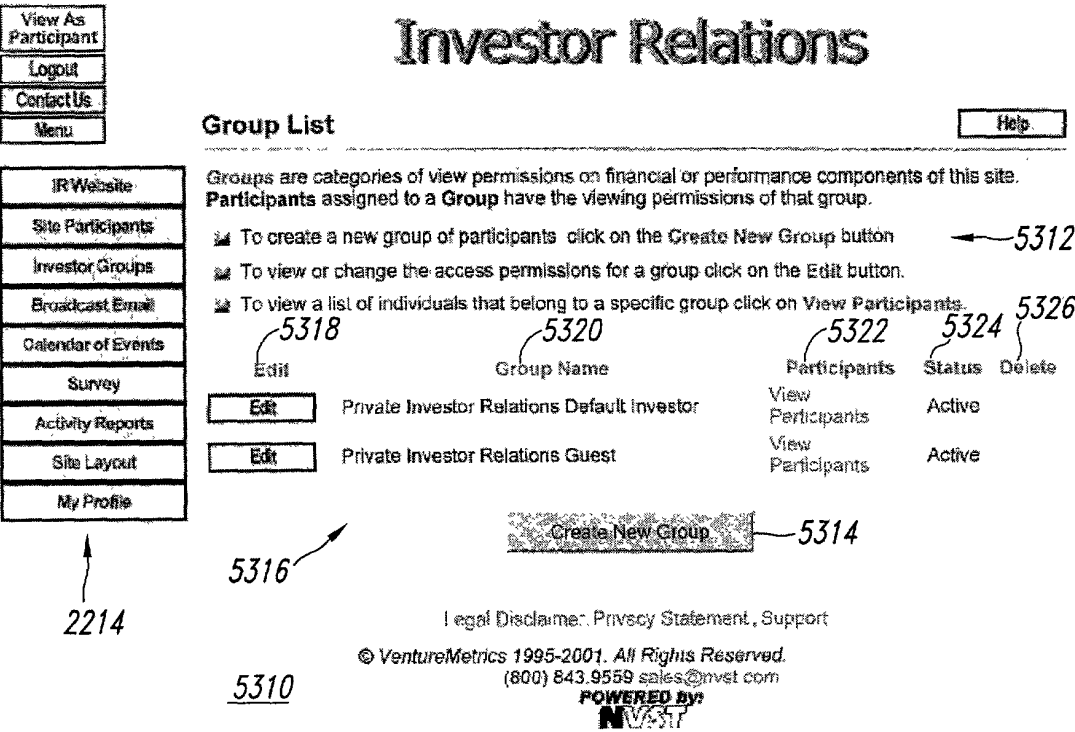 View As
Participant
Logout
Contact Us
Menu
Investor Relations
Group List
Help
IR Website
Site Participants
Investor Groups
Broadcast Email
Calendar of Events
Survey
Activity Reports
Site Layout
My Profile
2214
Groups are categories of view permissions on financial or performance components of this site.
Participants assigned to a Group have the viewing permissions of that group.
To create a new group of participants click on the Create New Group button
5312
To view or change the access permissions for a group click on the Edit button.
To view a list of individuals that belong to a specific group click on View Participants.
5318 5320 5322 5324 5326
Edit Group Name Participants Status Delete
Edit Private Investor Relations Default Investor View Participants Active
Edit Private Investor Relations Guest View Participants Active
Create New Group
5314
5316
Legal Disclaimer, Privacy Statement, Support
© VentureMetrics 1995-2001. All Rights Reserved.
(800) 843.9559 sales@nvst com
5310
POWERED by:
NVST